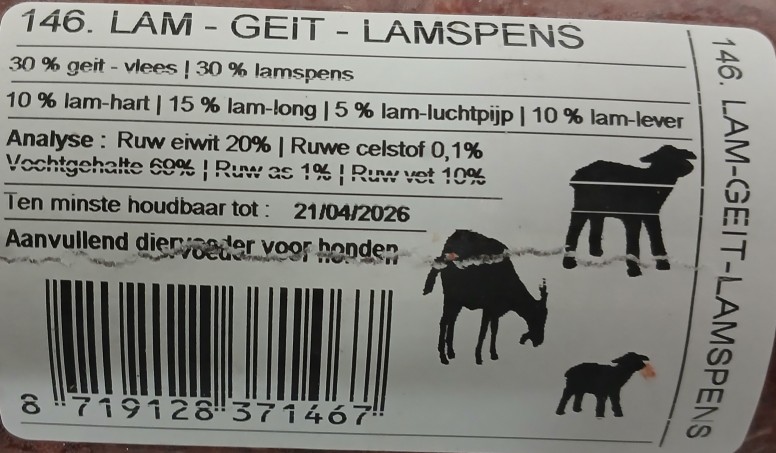 146. LAM - GEIT - LAMSPENS
30 % geit - vlees | 30 % lamspens
10 % lam-hart | 15 % lam-long | 5 % lam-luchtpijp | 10 % lam-lever
Analyse : Ruw eiwit 20% | Ruwe celstof 0,1%
Vochtgehalte 69% | Ruw as 1% | Ruw vet 10%
Ten minste houdbaar tot : 21/04/2026
Aanvullend diervoeder voor honden
8 719128 371467
146. LAM-GEIT-LAMSPENS